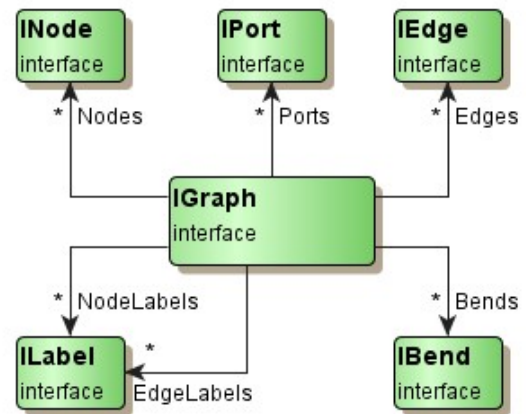 INode
interface
IPort
interface
IEdge
interface
* Nodes
* Ports
* Edges
IGraph
interface
* NodeLabels
* Bends
ILabel
interface
*
EdgeLabels
IBend
interface